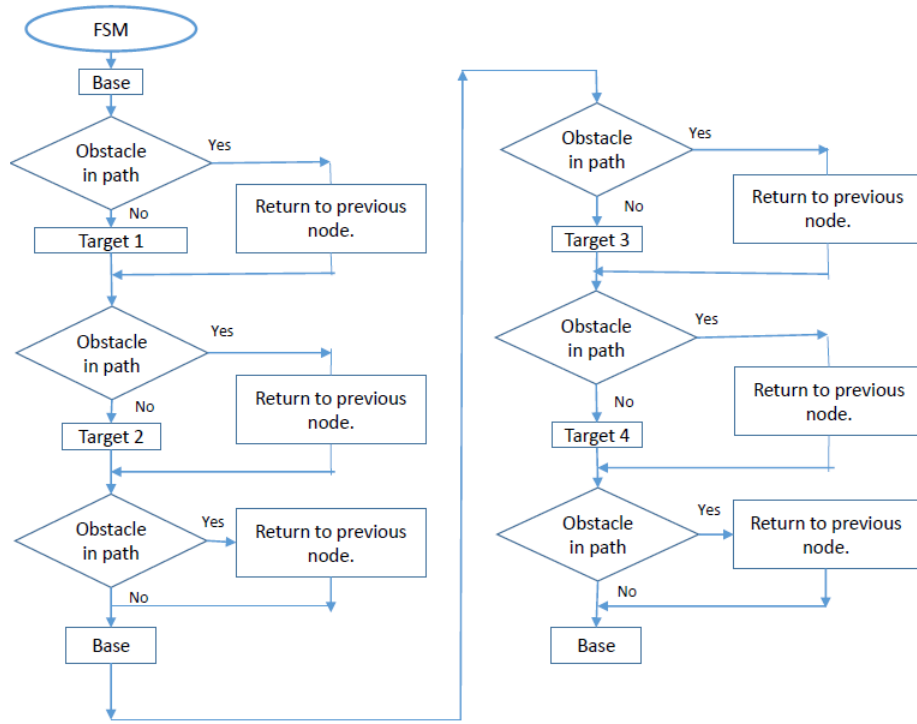 FSM
Base
Obstacle
in path
Yes
No
Return to previous
node.
Target 1
Obstacle
in path
Yes
No
Return to previous
node.
Target 2
Obstacle
in path
Yes
No
Return to previous
node.
Base
Obstacle
in path
Yes
No
Return to previous
node.
Target 3
Obstacle
in path
Yes
No
Return to previous
node.
Target 4
Obstacle
in path
Yes
No
Return to previous
node.
Base